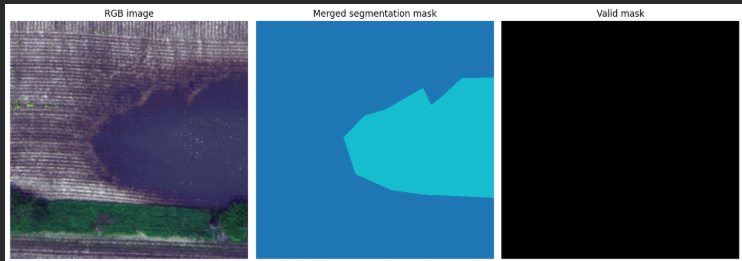 RGB image
Merged segmentation mask
Valid mask